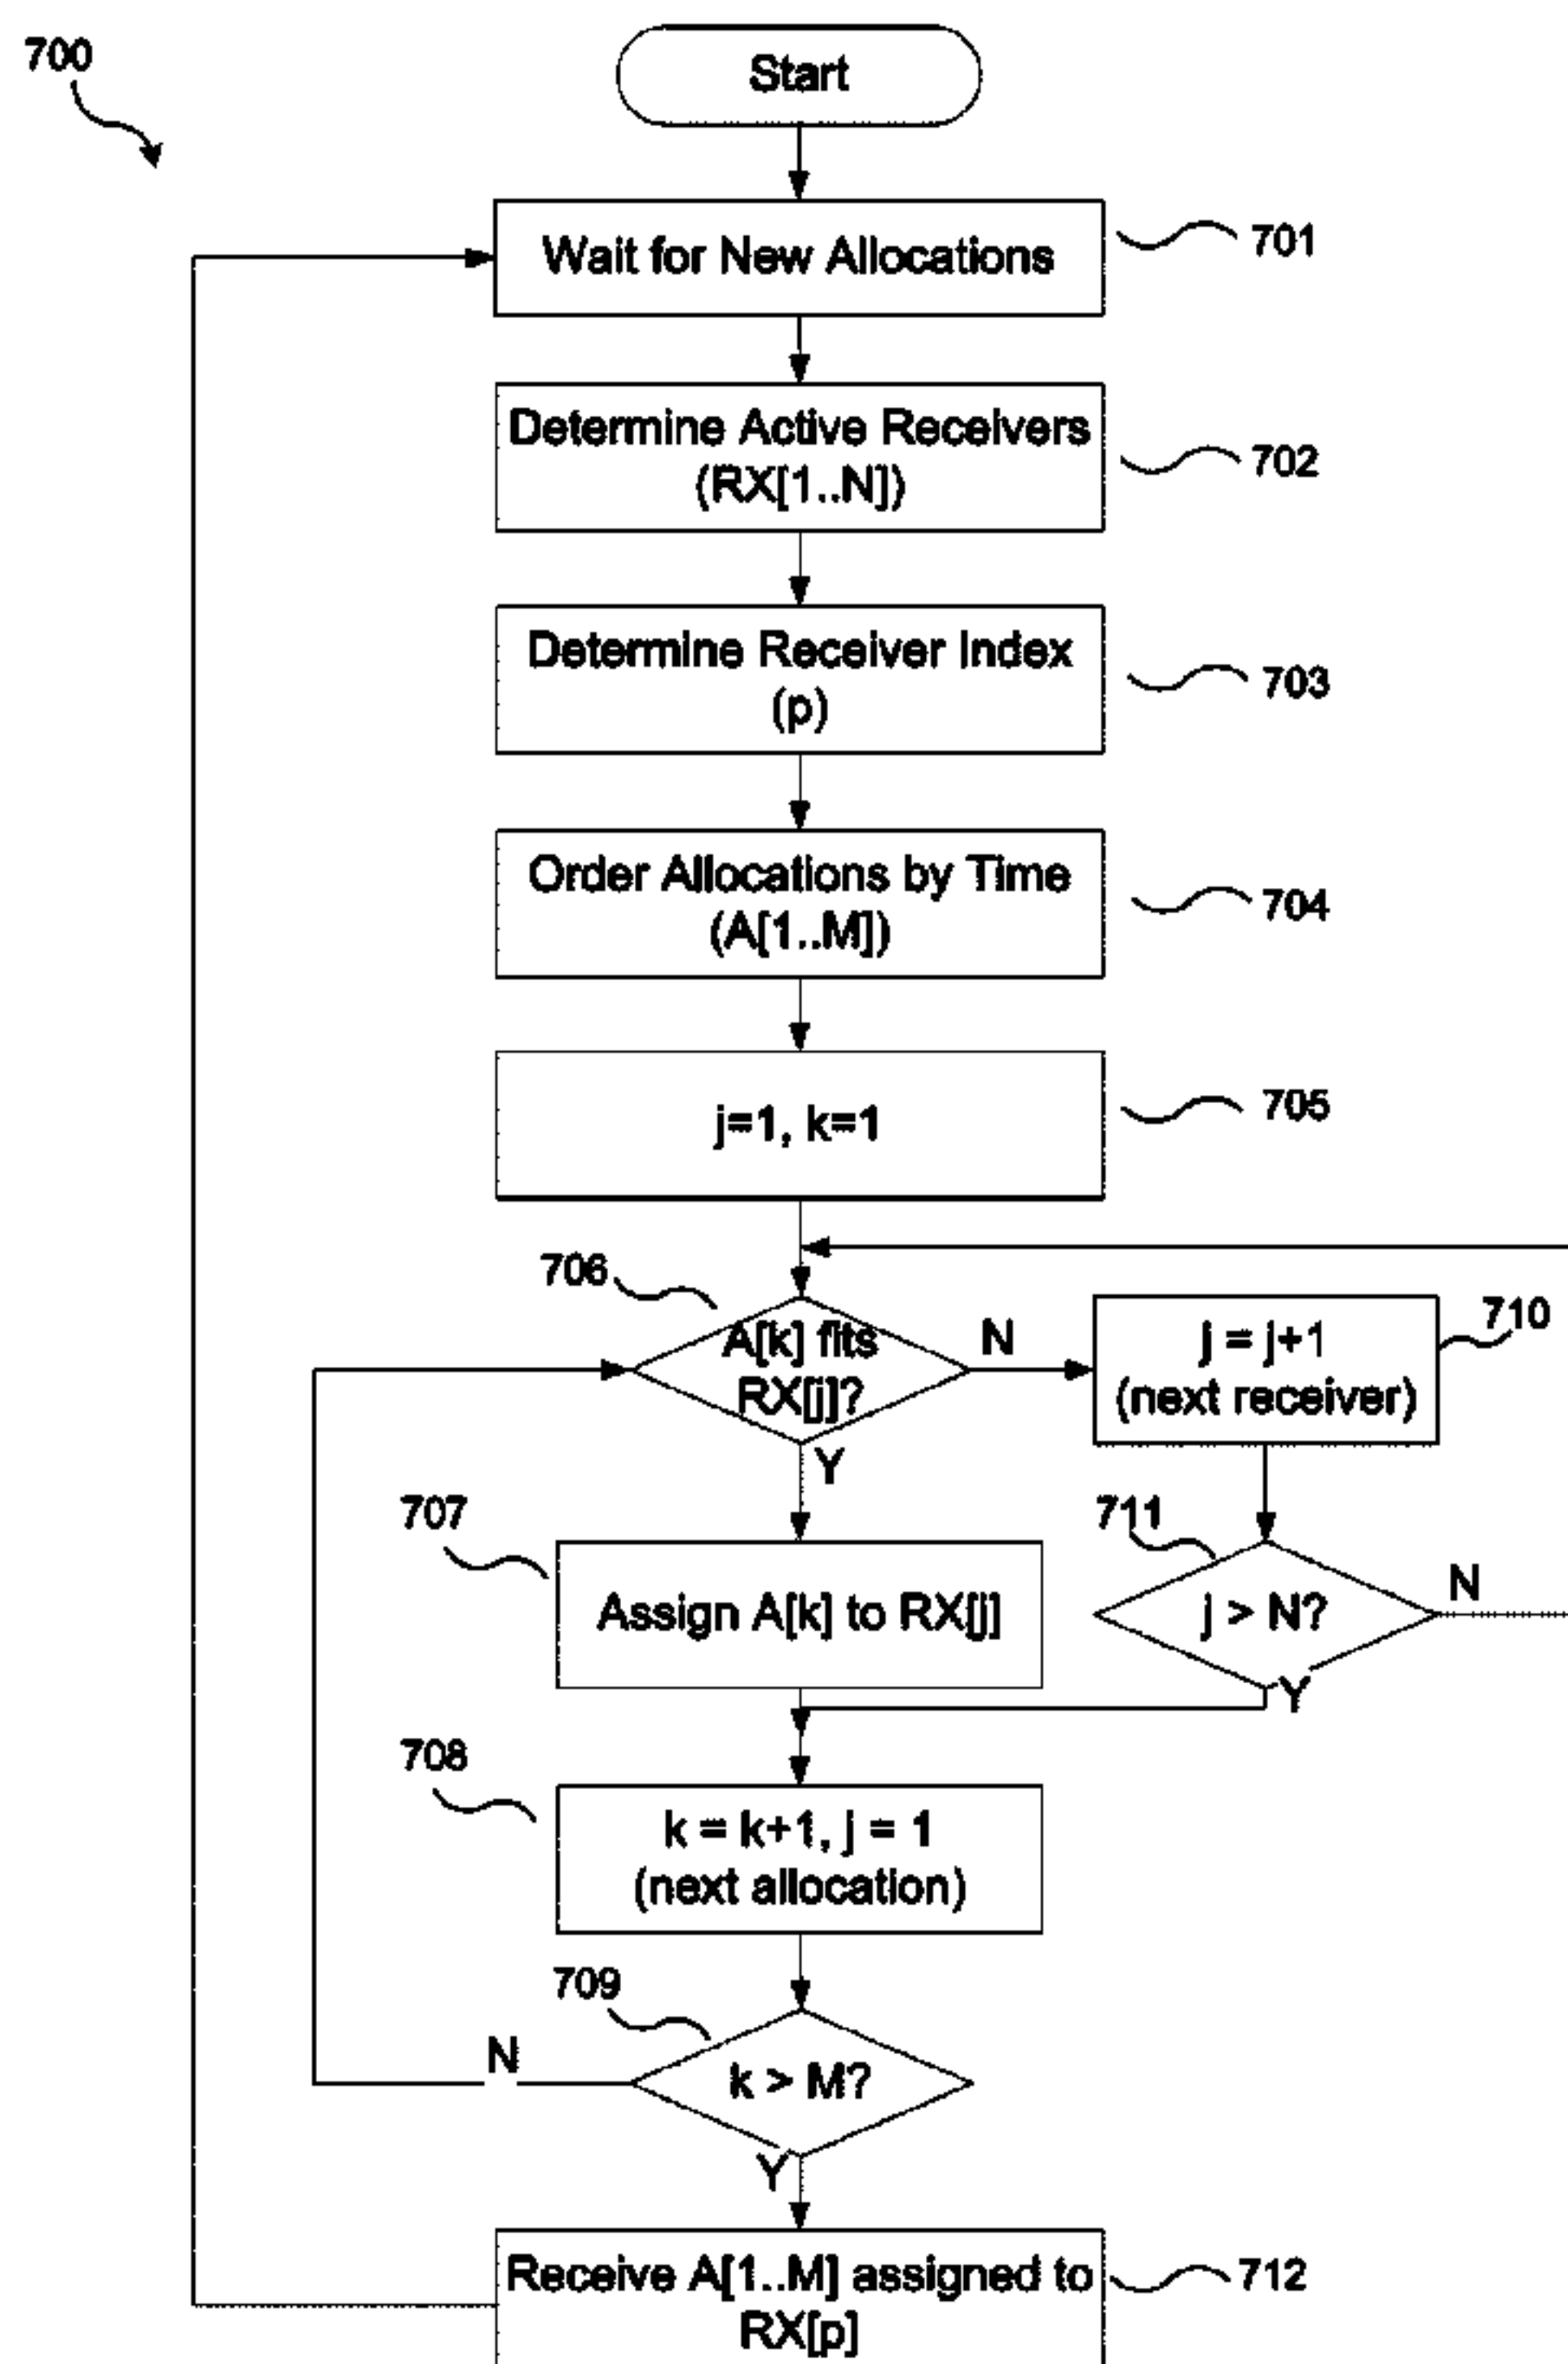 700
Start
Wait for New Allocations
701
Determine Active Receivers
(RX[1..N])
702
Determine Receiver Index
(p)
703
Order Allocations by Time
(A[1..M])
704
j=1, k=1
705
706
A[k] fits
RX[j]?
N
Y
j = j+1
(next receiver)
710
707
Assign A[k] to RX[j]
711
j > N?
N
Y
708
k = k+1, j = 1
(next allocation)
709
k > M?
N
Y
Receive A[1..M] assigned to
RX[p]
712